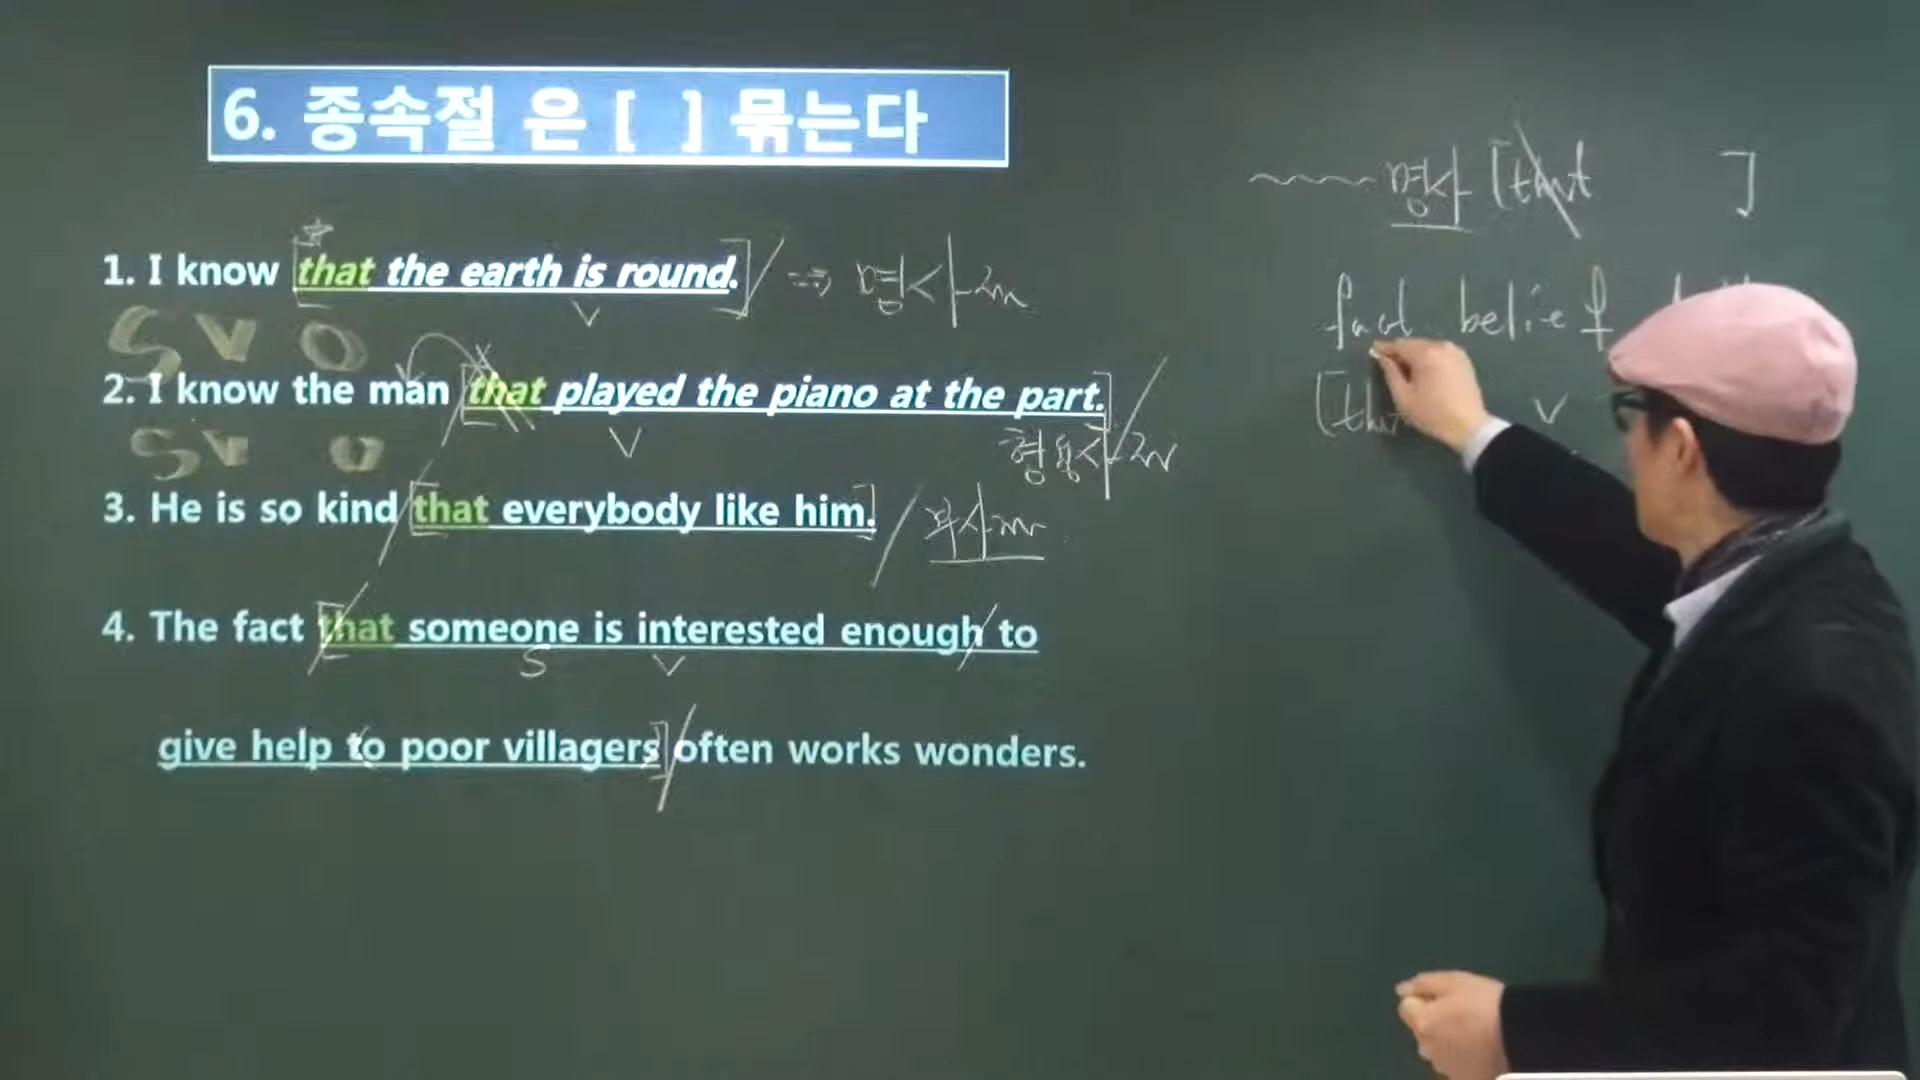 6. 종속절 은 [ ] 묶는다
1. I know that the earth is round. ⇒ 명사
S V O
V
2. I know the man that played the piano at the part.
S V O
V
형용사
3. He is so kind that everybody like him. 부사
4. The fact that someone is interested enough to
S V
give help to poor villagers often works wonders.
명사 [that ]
fact belief
[that V